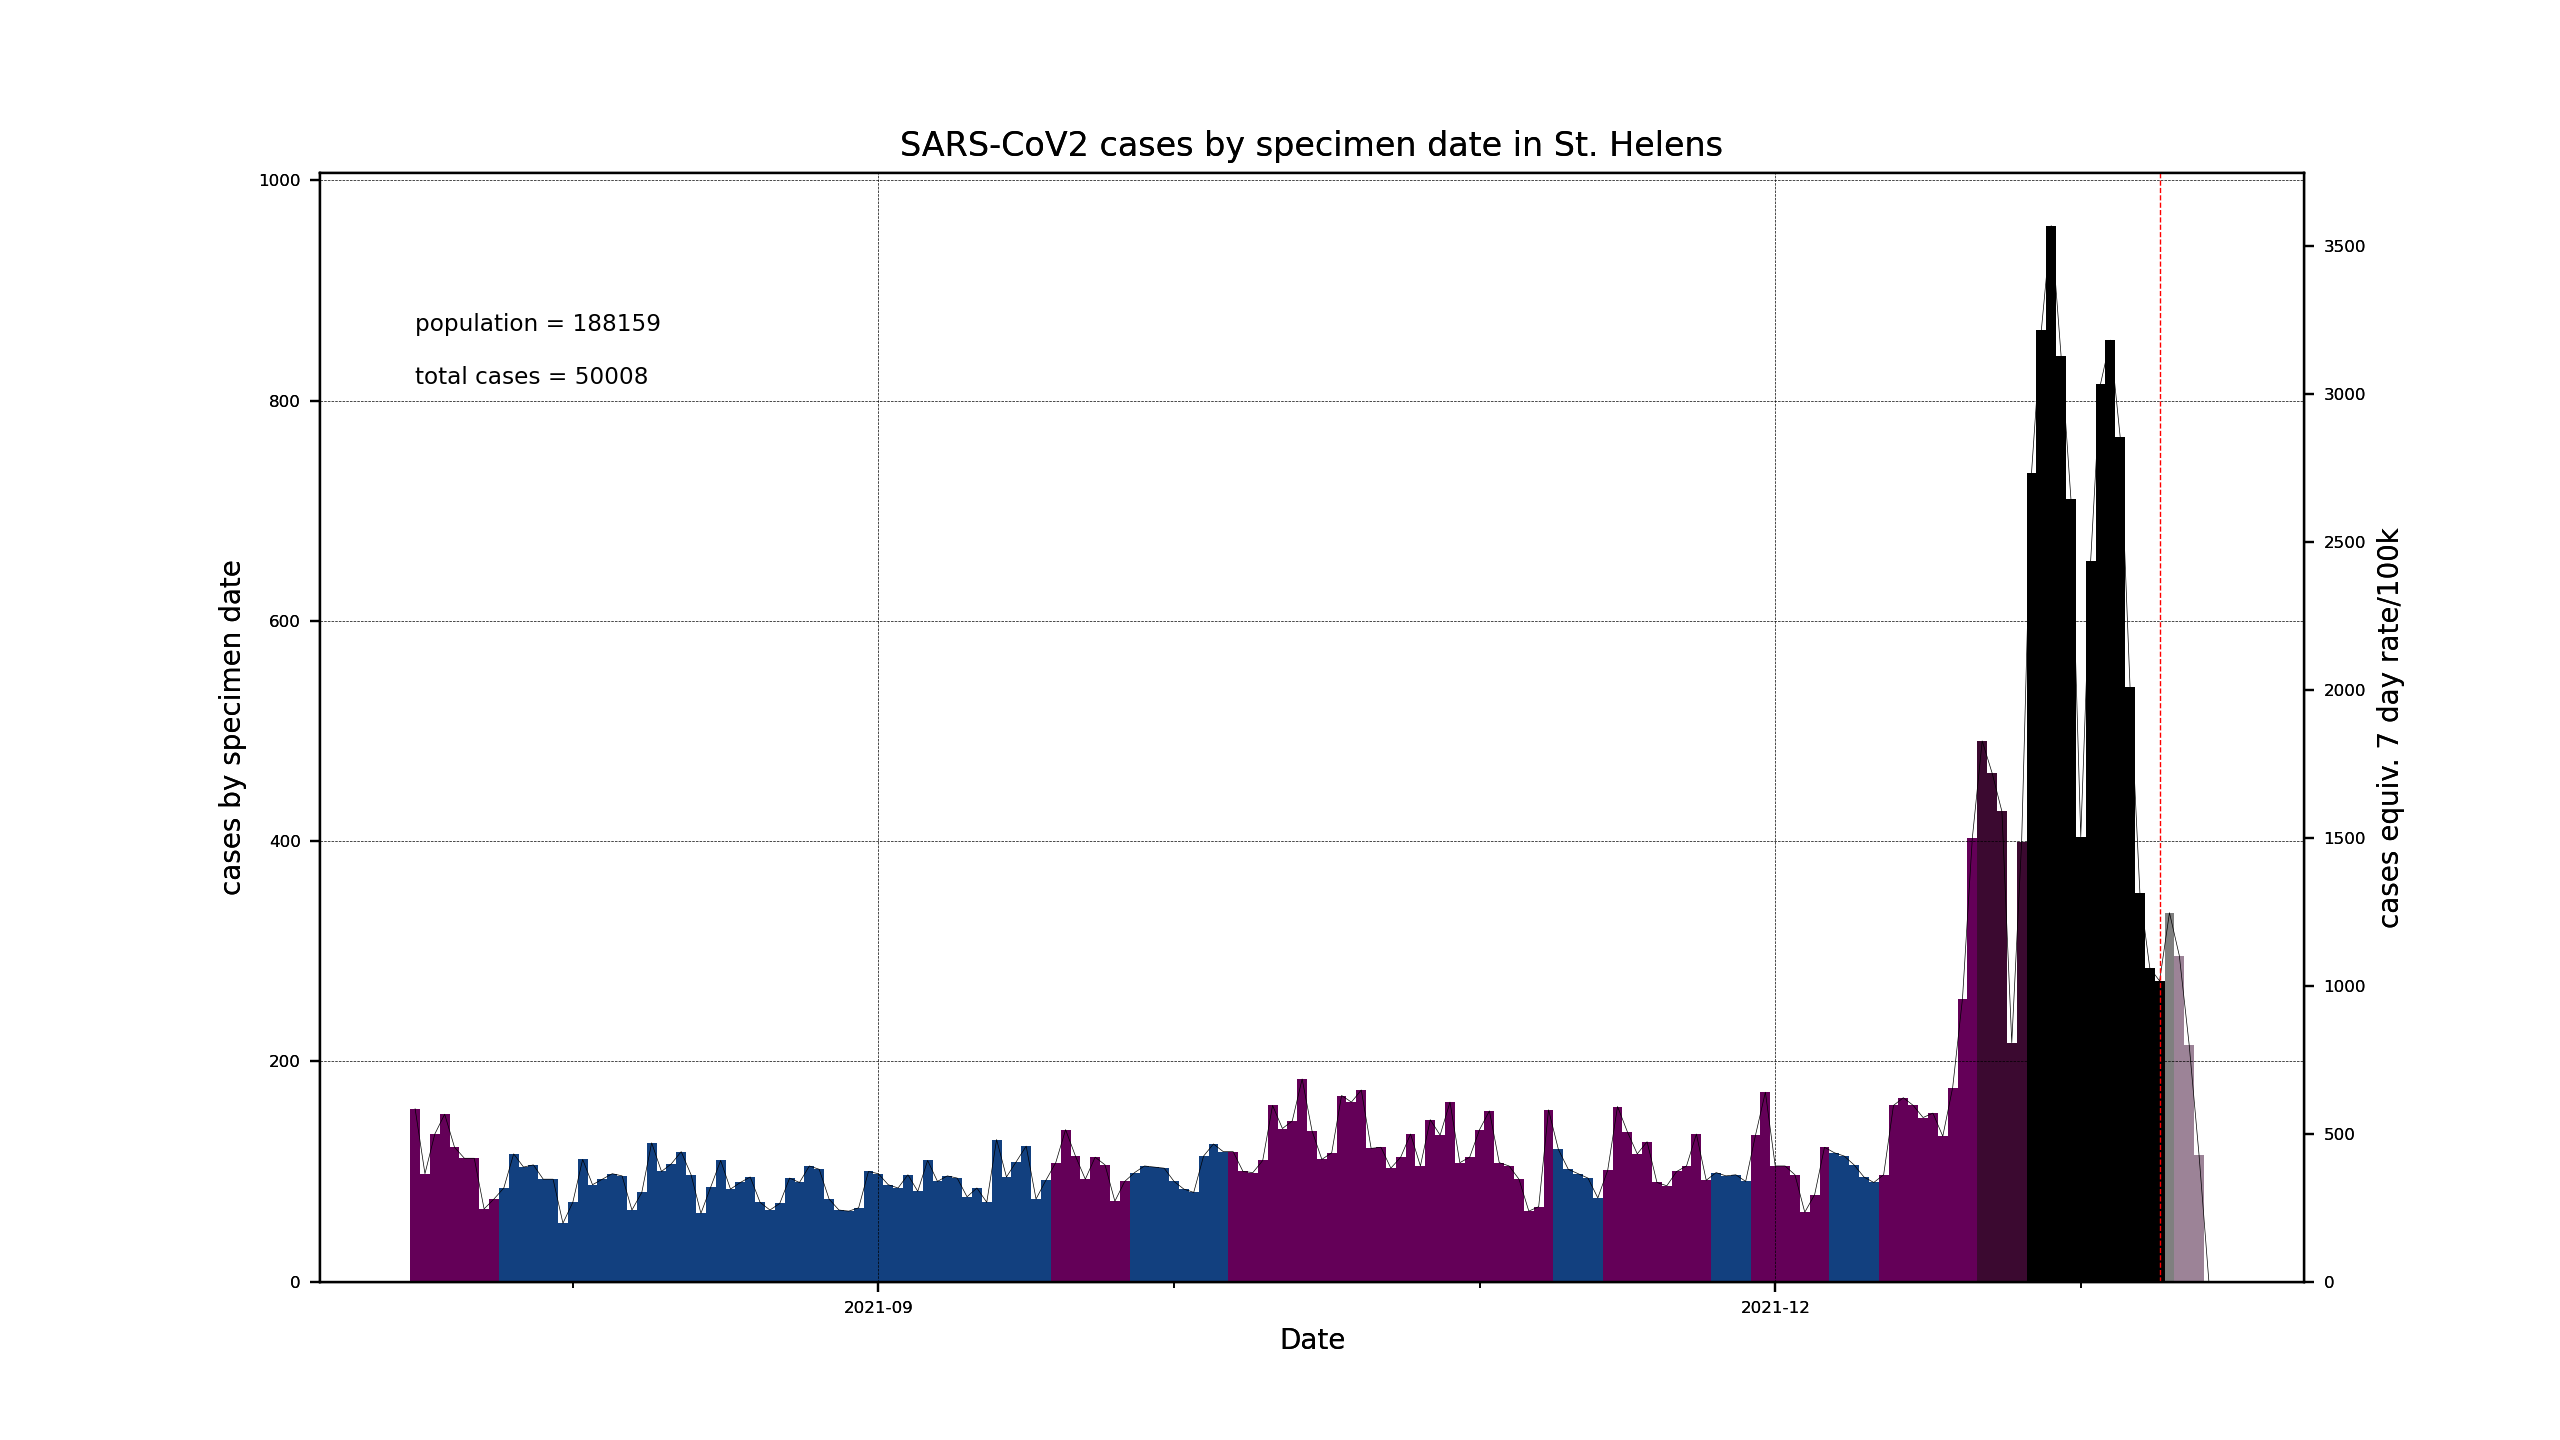 SARS-CoV2 cases by specimen date in St. Helens
population = 188159
total cases = 50008
cases by specimen date
1000
800
600
400
200
0
3500
3000
2500
2000
1500
1000
500
0
cases equiv. 7 day rate/100k
2021-09
2021-12
Date